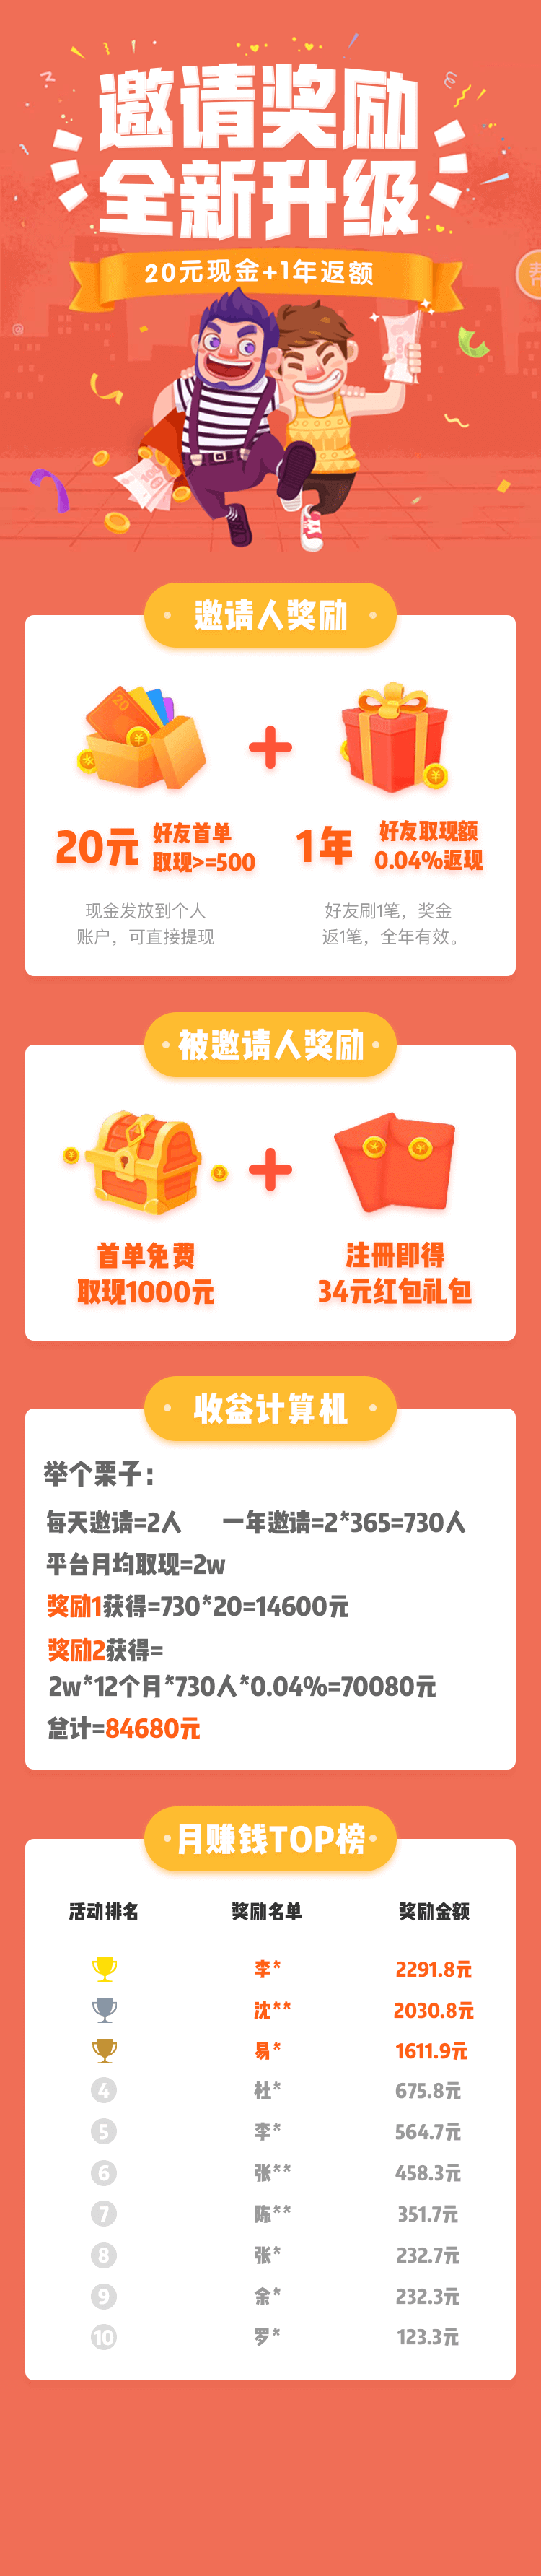 邀请奖励
全新升级
20元现金+1年返额
帮
邀请人奖励
20
20元 好友首单
取现>=500
1年 好友取现额
0.04%返现
现金发放到个人
账户，可直接提现
好友刷1笔，奖金
返1笔，全年有效。
被邀请人奖励
首单免费
取现1000元
注册即得
34元红包礼包
收益计算机
举个栗子：
每天邀请=2人 一年邀请=2*365=730人
平台月均取现=2w
奖励1获得=730*20=14600元
奖励2获得=
2w*12个月*730人*0.04%=70080元
总计=84680元
月赚钱TOP榜
活动排名 奖励名单 奖励金额
李* 2291.8元
沈** 2030.8元
易* 1611.9元
4 杜* 675.8元
5 李* 564.7元
6 张** 458.3元
7 陈** 351.7元
8 张* 232.7元
9 余* 232.3元
10 罗* 123.3元